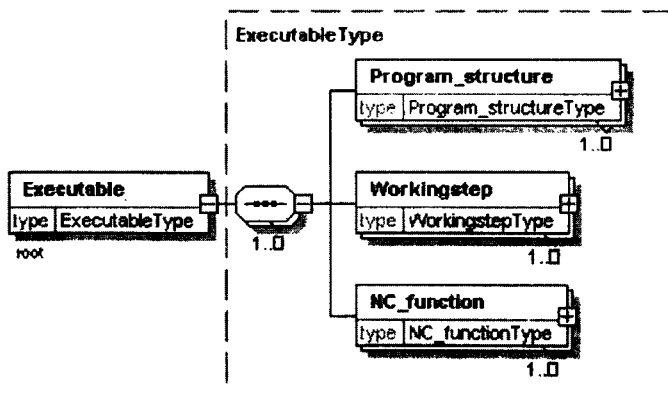 ExecutableType
Program_structure
type Program_structureType
1..□
Executable
type ExecutableType
root
1..□
Workingstep
type WorkingstepType
1..□
NC_function
type NC_functionType
1..□